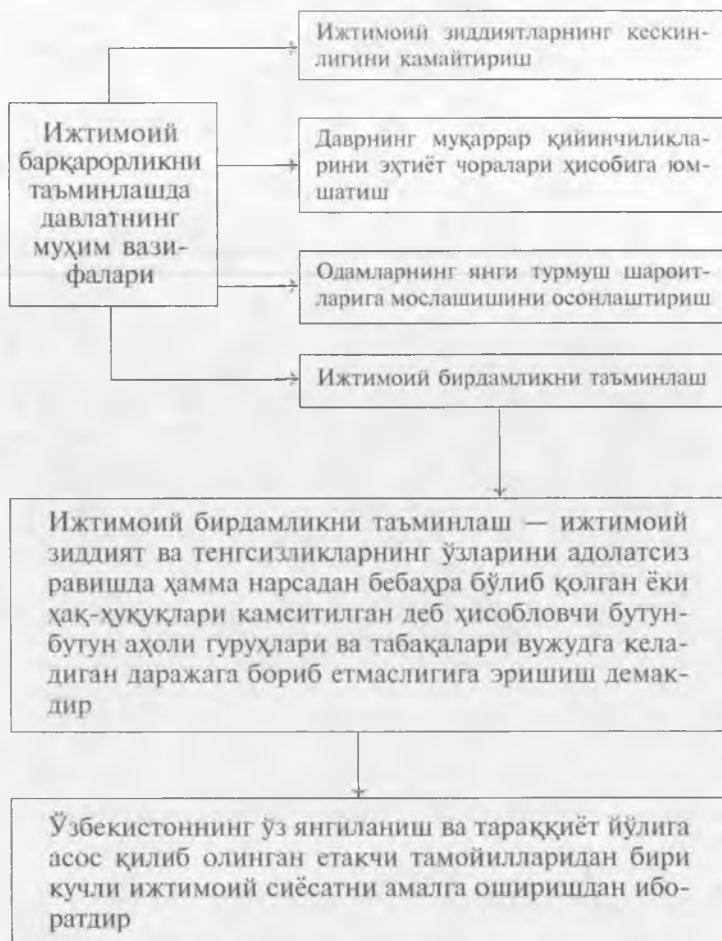 Ижтимоий зиддиятларнинг кескин-
лигини камайтириш
Ижтимоий
барқарорликни
таъминлашда
давлатнинг
муҳим вази-
фалари
Даврнинг муқаррар қийинчиликла-
рини эҳтиёт чоралари ҳисобига юм-
шатиш
Одамларнинг янги турмуш шароит-
ларига мослашишини осонлаштириш
Ижтимоий бирдамликни таъминлаш
Ижтимоий бирдамликни таъминлаш — ижтимоий
зиддият ва тенгсизликларнинг ўзларини адолатсиз
равишда ҳамма нарсадан бебаҳра бўлиб қолган ёки
ҳақ-ҳуқуқлари камситилган деб ҳисобловчи бутун-
бутун аҳоли гуруҳлари ва табақалари вужудга кела-
диган даражага бориб етмаслигига эришиш демак-
дир
Ўзбекистоннинг ўз янгиланиш ва тараққиёт йўлига
асос қилиб олинган етакчи тамойилларидан бири
кучли ижтимоий сиёсатни амалга оширишдан ибо-
ратдир